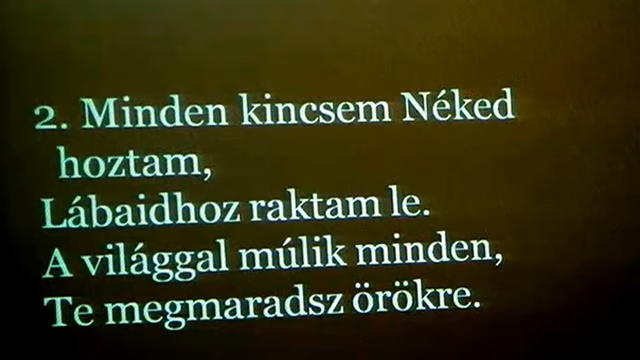 2. Minden kincsem Néked
hoztam,
Lábaidhoz raktam le.
A világgal múlik minden,
Te megmaradsz örökre.